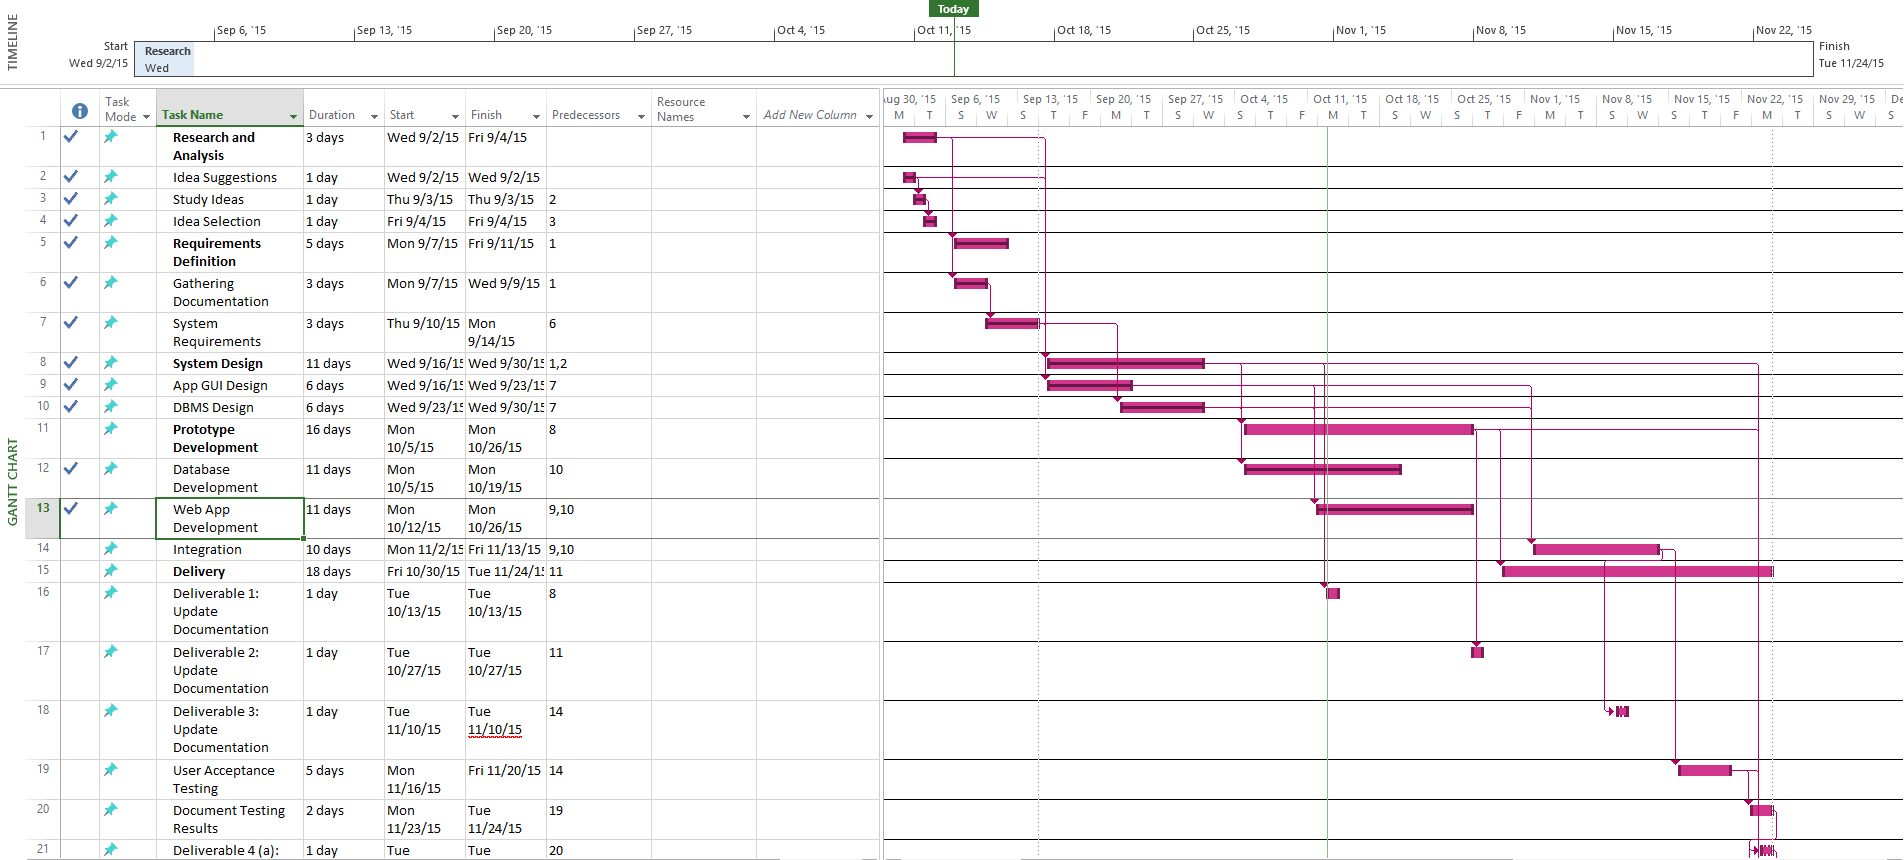 Today
TIMELINE
Sep 6, '15 Sep 13, '15 Sep 20, '15 Sep 27, '15 Oct 4, '15 Oct 11, '15 Oct 18, '15 Oct 25, '15 Nov 1, '15 Nov 8, '15 Nov 15, '15 Nov 22, '15
Start
Wed 9/2/15
Research
Wed
Finish
Tue 11/24/15
GANTT CHART
Task Mode Task Name Duration Start Finish Predecessors Resource Names Add New Column
Aug 30, '15 Sep 6, '15 Sep 13, '15 Sep 20, '15 Sep 27, '15 Oct 4, '15 Oct 11, '15 Oct 18, '15 Oct 25, '15 Nov 1, '15 Nov 8, '15 Nov 15, '15 Nov 22, '15 Nov 29, '15 De
M T S W S T F M T S W S T F M T S W S T F M T S W S T F M T S W S
1 Research and Analysis 3 days Wed 9/2/15 Fri 9/4/15
2 Idea Suggestions 1 day Wed 9/2/15 Wed 9/2/15
3 Study Ideas 1 day Thu 9/3/15 Thu 9/3/15 2
4 Idea Selection 1 day Fri 9/4/15 Fri 9/4/15 3
5 Requirements Definition 5 days Mon 9/7/15 Fri 9/11/15 1
6 Gathering Documentation 3 days Mon 9/7/15 Wed 9/9/15 1
7 System Requirements 3 days Thu 9/10/15 Mon 9/14/15 6
8 System Design 11 days Wed 9/16/15 Wed 9/30/15 1,2
9 App GUI Design 6 days Wed 9/16/15 Wed 9/23/15 7
10 DBMS Design 6 days Wed 9/23/15 Wed 9/30/15 7
11 Prototype Development 16 days Mon 10/5/15 Mon 10/26/15 8
12 Database Development 11 days Mon 10/5/15 Mon 10/19/15 10
13 Web App Development 11 days Mon 10/12/15 Mon 10/26/15 9,10
14 Integration 10 days Mon 11/2/15 Fri 11/13/15 9,10
15 Delivery 18 days Fri 10/30/15 Tue 11/24/15 11
16 Deliverable 1: Update Documentation 1 day Tue 10/13/15 Tue 10/13/15 8
17 Deliverable 2: Update Documentation 1 day Tue 10/27/15 Tue 10/27/15 11
18 Deliverable 3: Update Documentation 1 day Tue 11/10/15 Tue 11/10/15 14
19 User Acceptance Testing 5 days Mon 11/16/15 Fri 11/20/15 14
20 Document Testing Results 2 days Mon 11/23/15 Tue 11/24/15 19
21 Deliverable 4 (a): 1 day Tue Tue 20